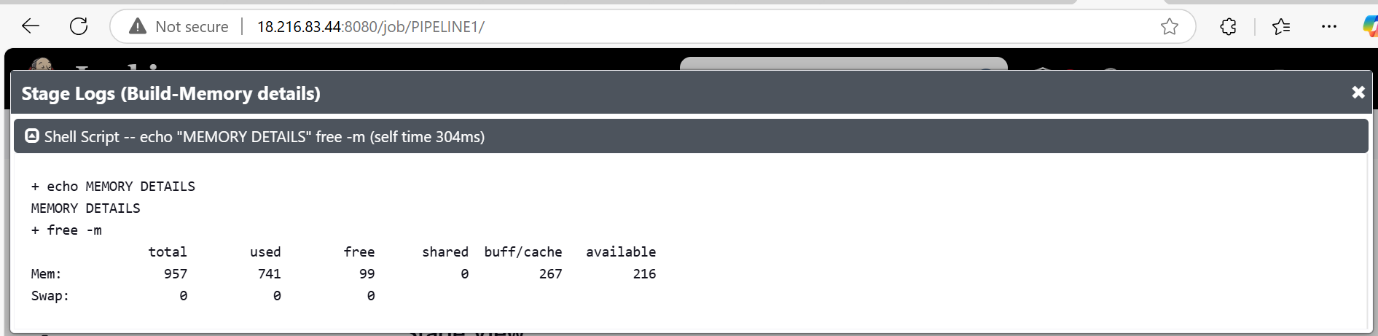 Not secure 18.216.83.44:8080/job/PIPELINE1/
Stage Logs (Build-Memory details)
Shell Script -- echo "MEMORY DETAILS" free -m (self time 304ms)
+ echo MEMORY DETAILS
MEMORY DETAILS
+ free -m
total used free shared buff/cache available
Mem: 957 741 99 0 267 216
Swap: 0 0 0